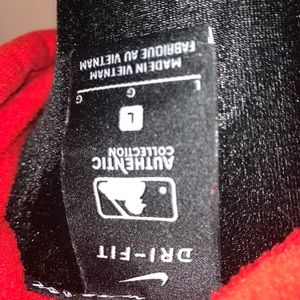 DRI-FIT
AUTHENTIC
COLLECTION
L
G
L
G
MADE IN VIETNAM
FABRIQUE AU VIETNAM